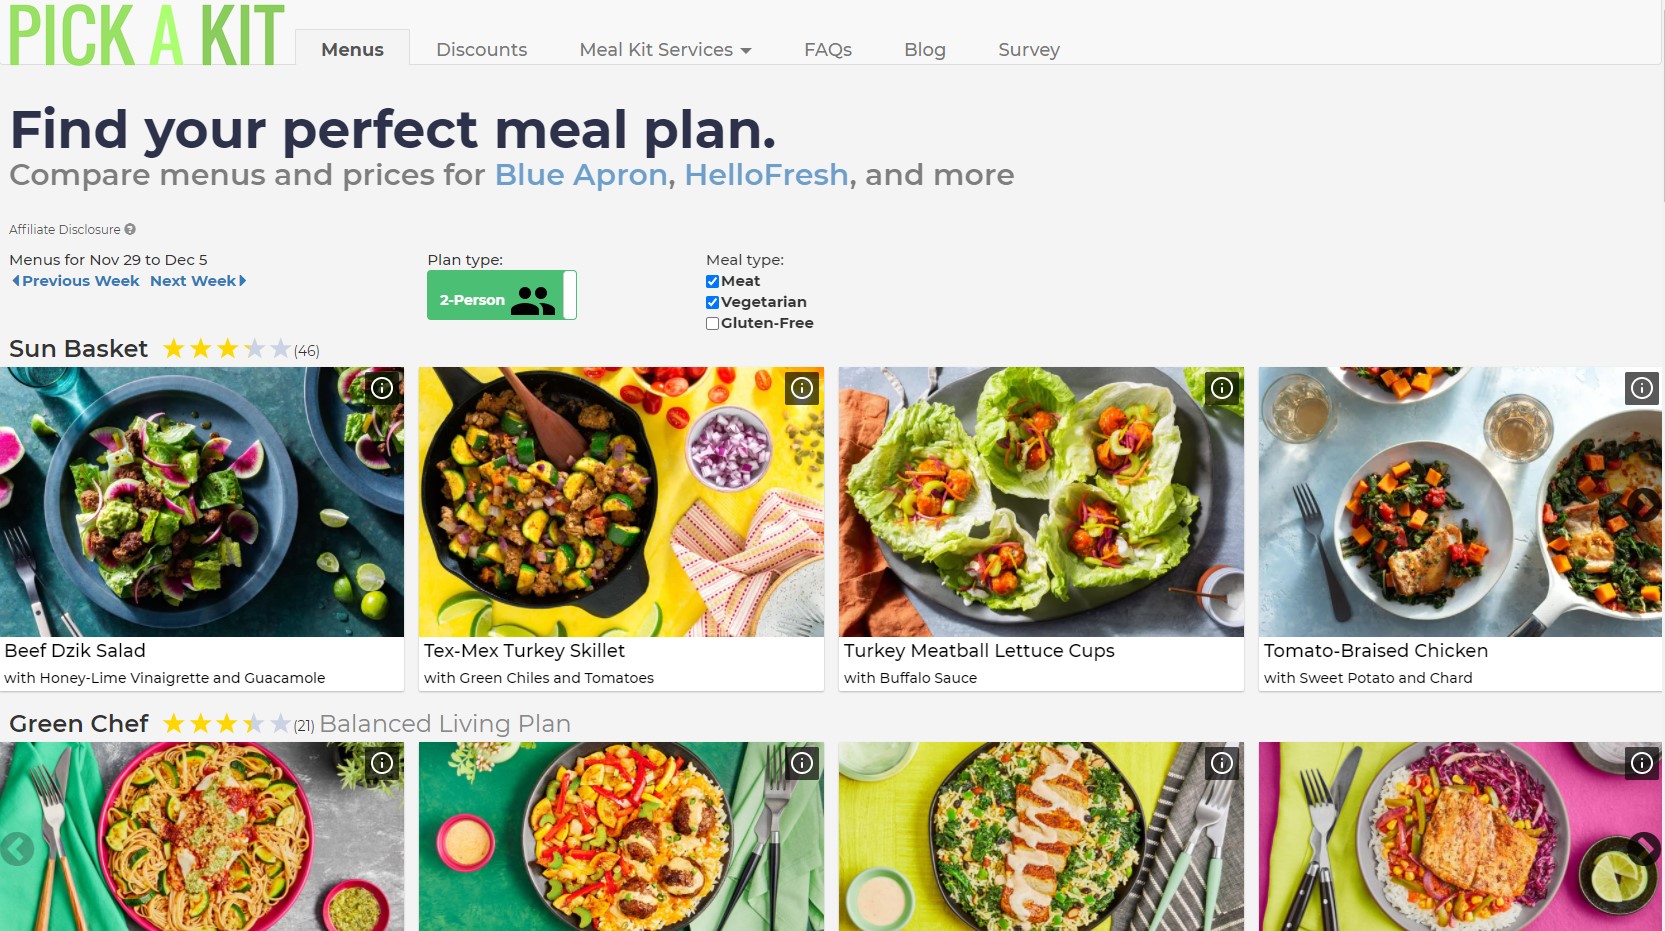 PICK A KIT
Menus Discounts Meal Kit Services FAQs Blog Survey
Find your perfect meal plan.
Compare menus and prices for Blue Apron, HelloFresh, and more
Affiliate Disclosure
Menus for Nov 29 to Dec 5
Previous Week Next Week
Plan type:
2-Person
Meal type:
Meat
Vegetarian
Gluten-Free
Sun Basket (46)
Beef Dzik Salad
with Honey-Lime Vinaigrette and Guacamole
Tex-Mex Turkey Skillet
with Green Chiles and Tomatoes
Turkey Meatball Lettuce Cups
with Buffalo Sauce
Tomato-Braised Chicken
with Sweet Potato and Chard
Green Chef (21) Balanced Living Plan